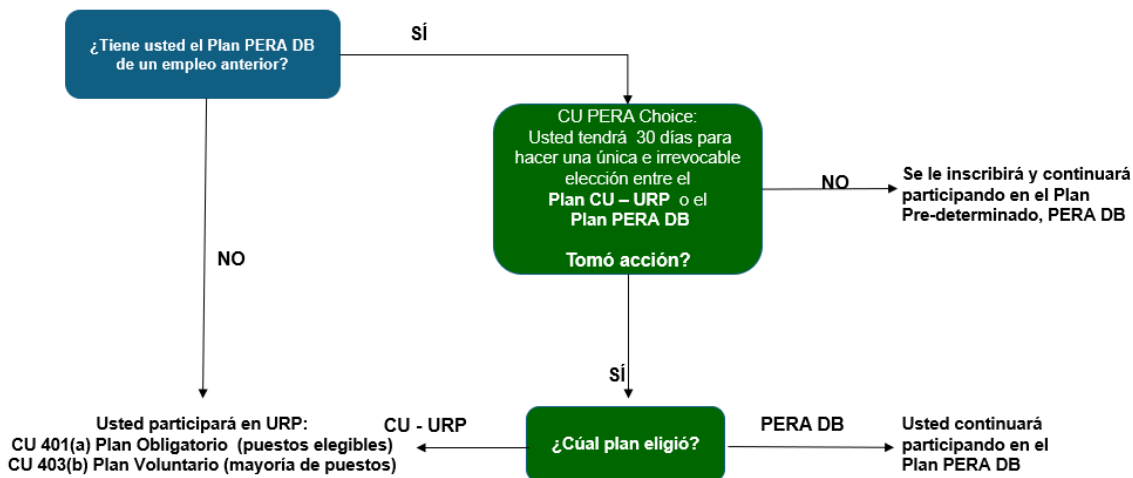 ¿Tiene usted el Plan PERA DB
de un empleo anterior?
SÍ
CU PERA Choice:
Usted tendrá 30 días para
hacer una única e irrevocable
elección entre el
Plan CU – URP o el
Plan PERA DB
Tomó acción?
NO
Se le inscribirá y continuará
participando en el Plan
Pre-determinado, PERA DB
NO
SÍ
Usted participará en URP:
CU 401(a) Plan Obligatorio (puestos elegibles)
CU 403(b) Plan Voluntario (mayoría de puestos)
CU - URP
¿Cúal plan eligió?
PERA DB
Usted continuará
participando en el
Plan PERA DB